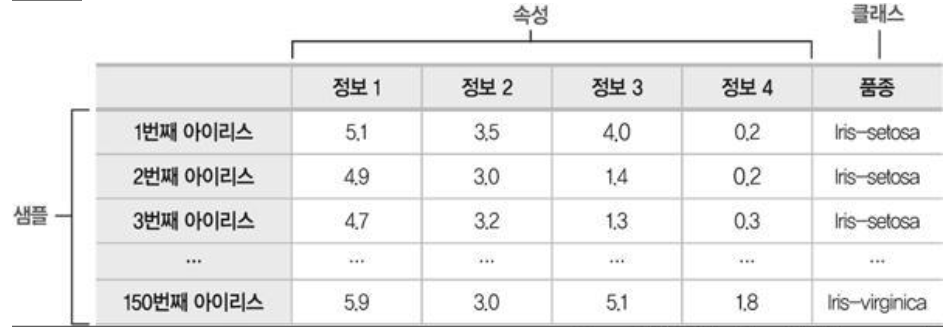 속성 클래스
정보 1 정보 2 정보 3 정보 4 품종
1번째 아이리스 5.1 3.5 4.0 0.2 Iris-setosa
2번째 아이리스 4.9 3.0 1.4 0.2 Iris-setosa
샘플
3번째 아이리스 4.7 3.2 1.3 0.3 Iris-setosa
... ... ... ... ... ...
150번째 아이리스 5.9 3.0 5.1 1.8 Iris-virginica